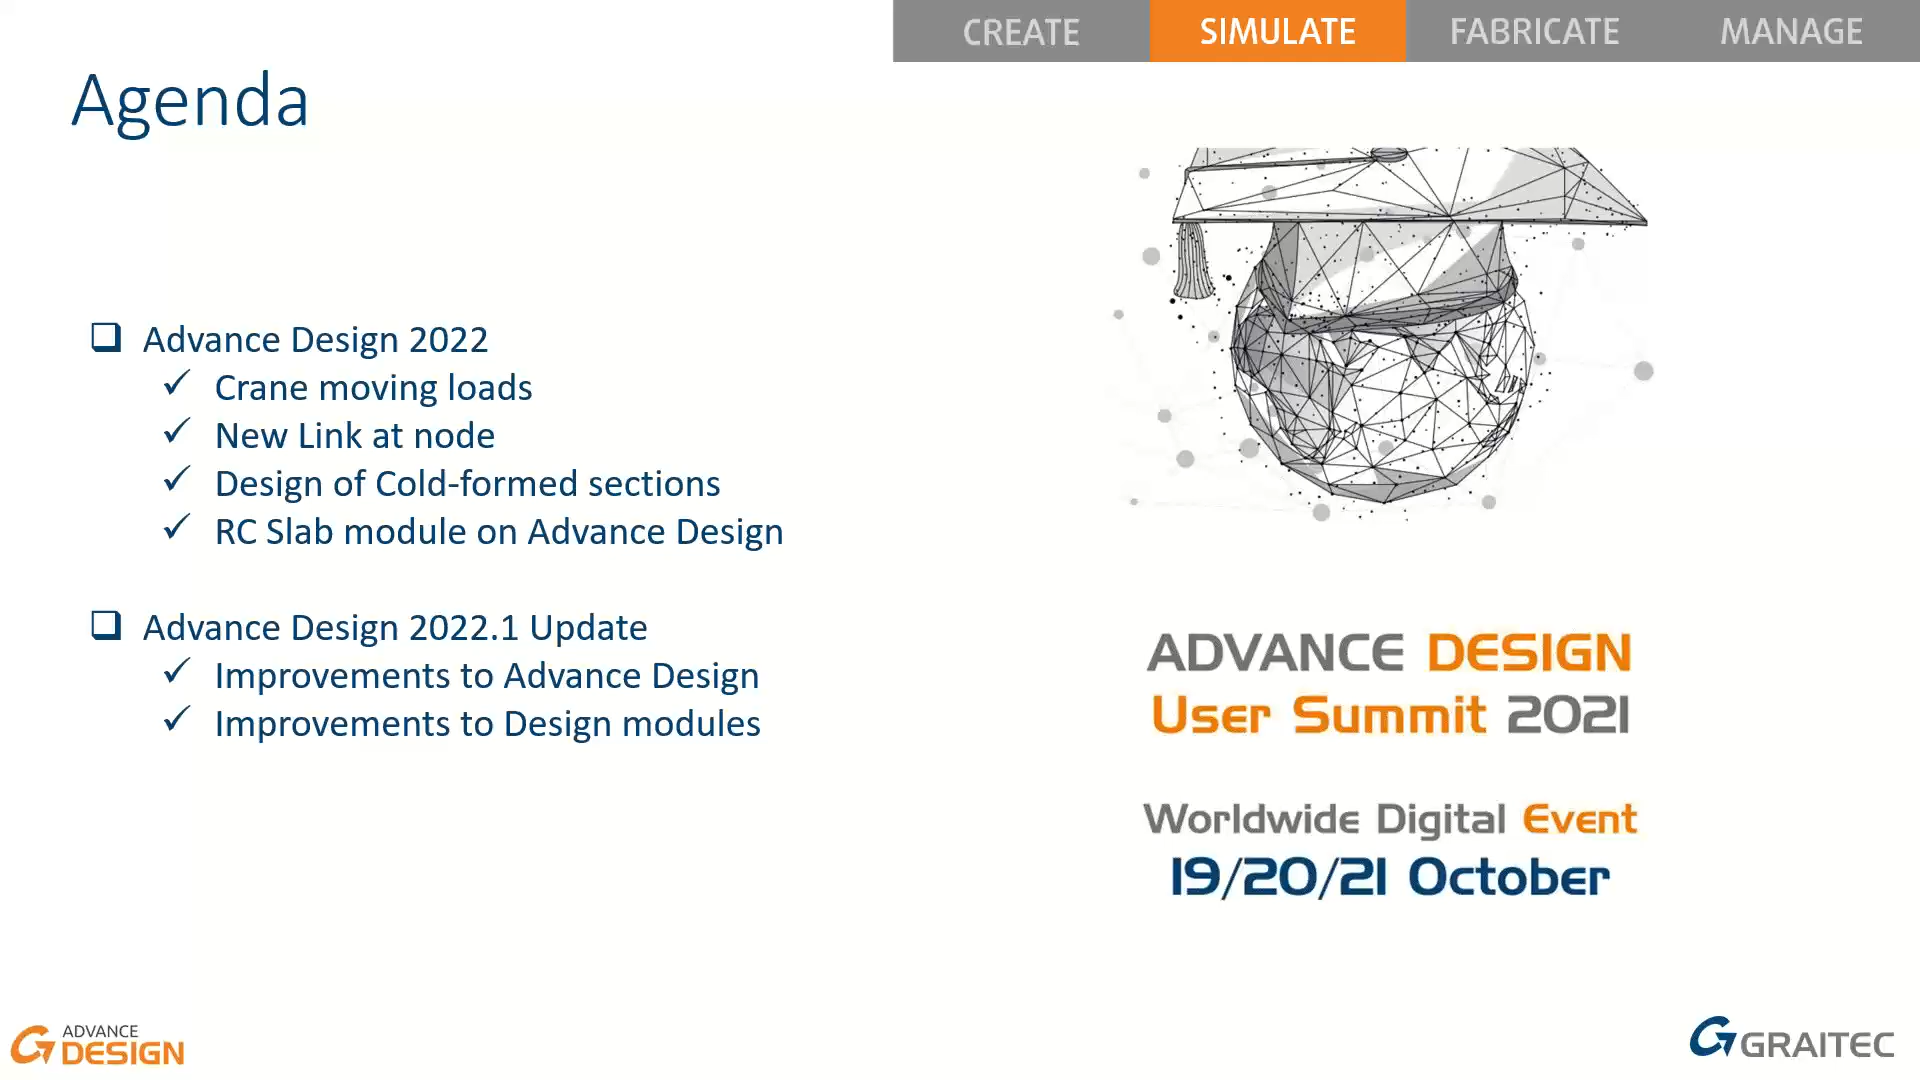 CREATE SIMULATE FABRICATE MANAGE
Agenda
Advance Design 2022
Crane moving loads
New Link at node
Design of Cold-formed sections
RC Slab module on Advance Design
Advance Design 2022.1 Update
Improvements to Advance Design
Improvements to Design modules
ADVANCE DESIGN
User Summit 2021
Worldwide Digital Event
19/20/21 October
ADVANCE
DESIGN
GRAITEC